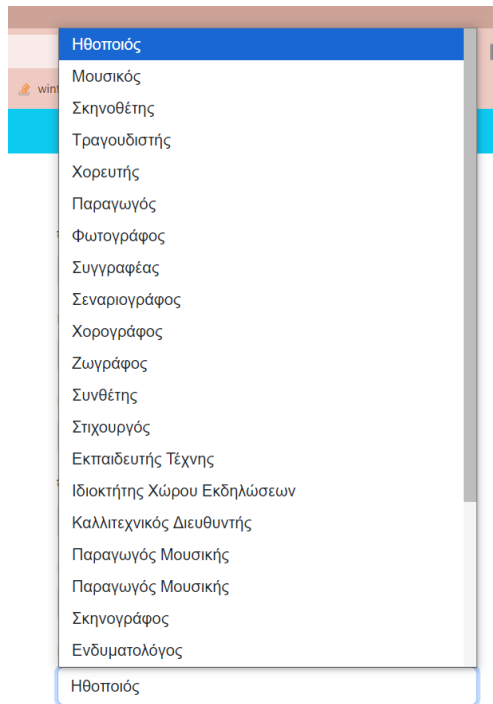 Ηθοποιός
wint
Μουσικός
Σκηνοθέτης
Τραγουδιστής
Χορευτής
Παραγωγός
Φωτογράφος
Συγγραφέας
Σεναριογράφος
Χορογράφος
Ζωγράφος
Συνθέτης
Στιχουργός
Εκπαιδευτής Τέχνης
Ιδιοκτήτης Χώρου Εκδηλώσεων
Καλλιτεχνικός Διευθυντής
Παραγωγός Μουσικής
Παραγωγός Μουσικής
Σκηνογράφος
Ενδυματολόγος
Ηθοποιός